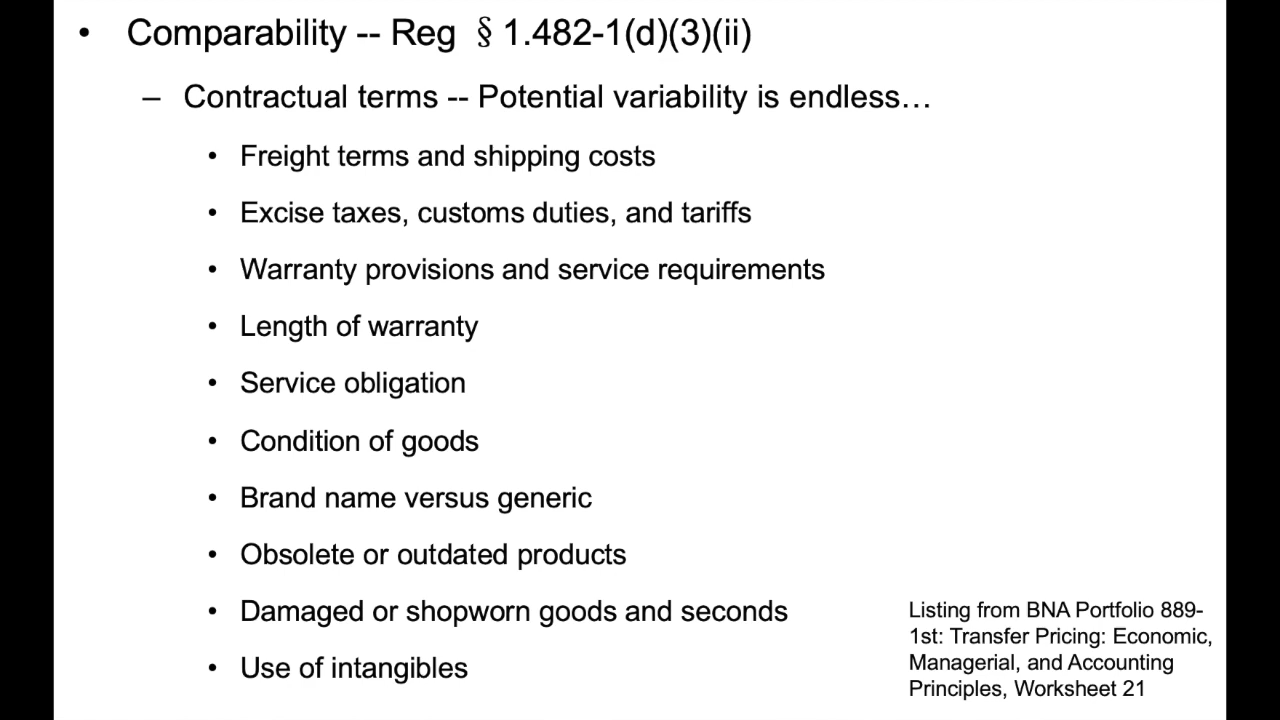 • Comparability -- Reg § 1.482-1(d)(3)(ii)
– Contractual terms -- Potential variability is endless…
• Freight terms and shipping costs
• Excise taxes, customs duties, and tariffs
• Warranty provisions and service requirements
• Length of warranty
• Service obligation
• Condition of goods
• Brand name versus generic
• Obsolete or outdated products
• Damaged or shopworn goods and seconds
• Use of intangibles
Listing from BNA Portfolio 889-
1st: Transfer Pricing: Economic,
Managerial, and Accounting
Principles, Worksheet 21